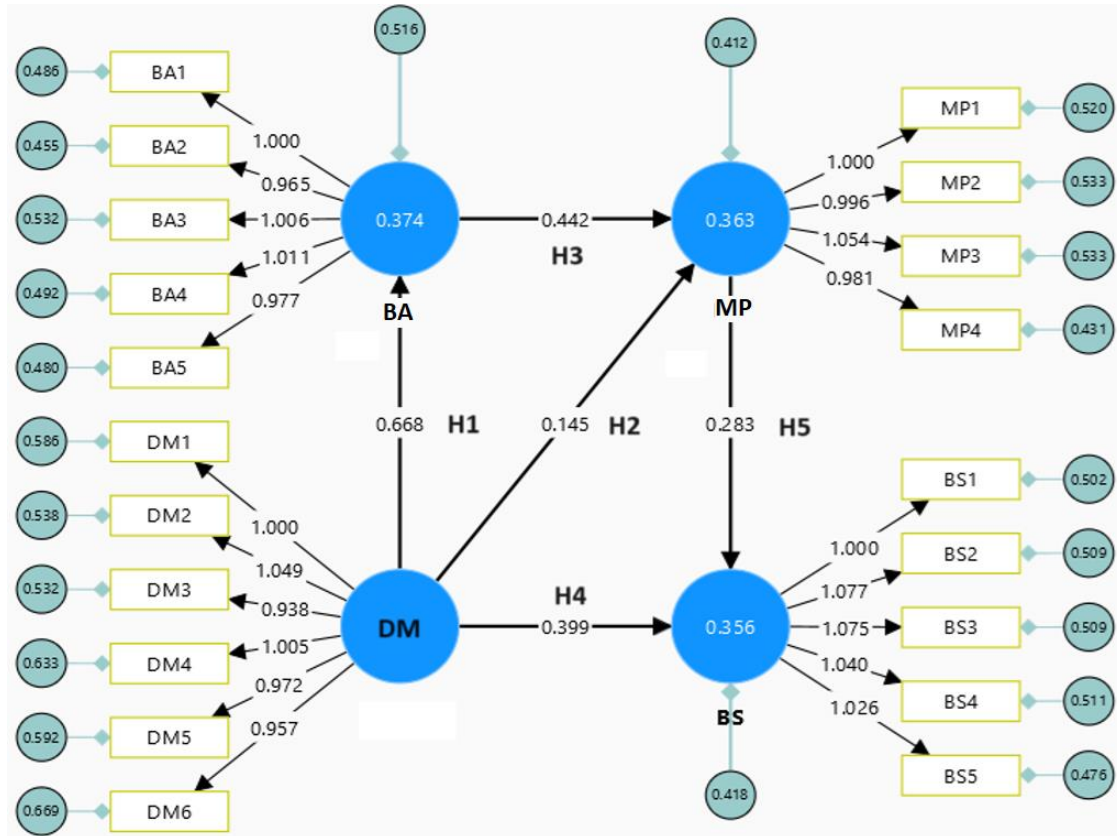 0.516
0.412
0.486
BA1
1.000
0.455
BA2
0.965
0.532
BA3
1.006
0.492
BA4
1.011
0.480
BA5
0.977
0.374
BA
0.442
H3
0.363
MP
1.000
MP1
0.520
0.996
MP2
0.533
1.054
MP3
0.533
0.981
MP4
0.431
0.668
H1
0.145
H2
0.283
H5
0.586
DM1
1.000
0.538
DM2
1.049
0.532
DM3
0.938
0.633
DM4
1.005
0.592
DM5
0.972
0.669
DM6
0.957
DM
H4
0.399
0.356
BS
0.418
1.000
BS1
0.502
1.077
BS2
0.509
1.075
BS3
0.509
1.040
BS4
0.511
1.026
BS5
0.476